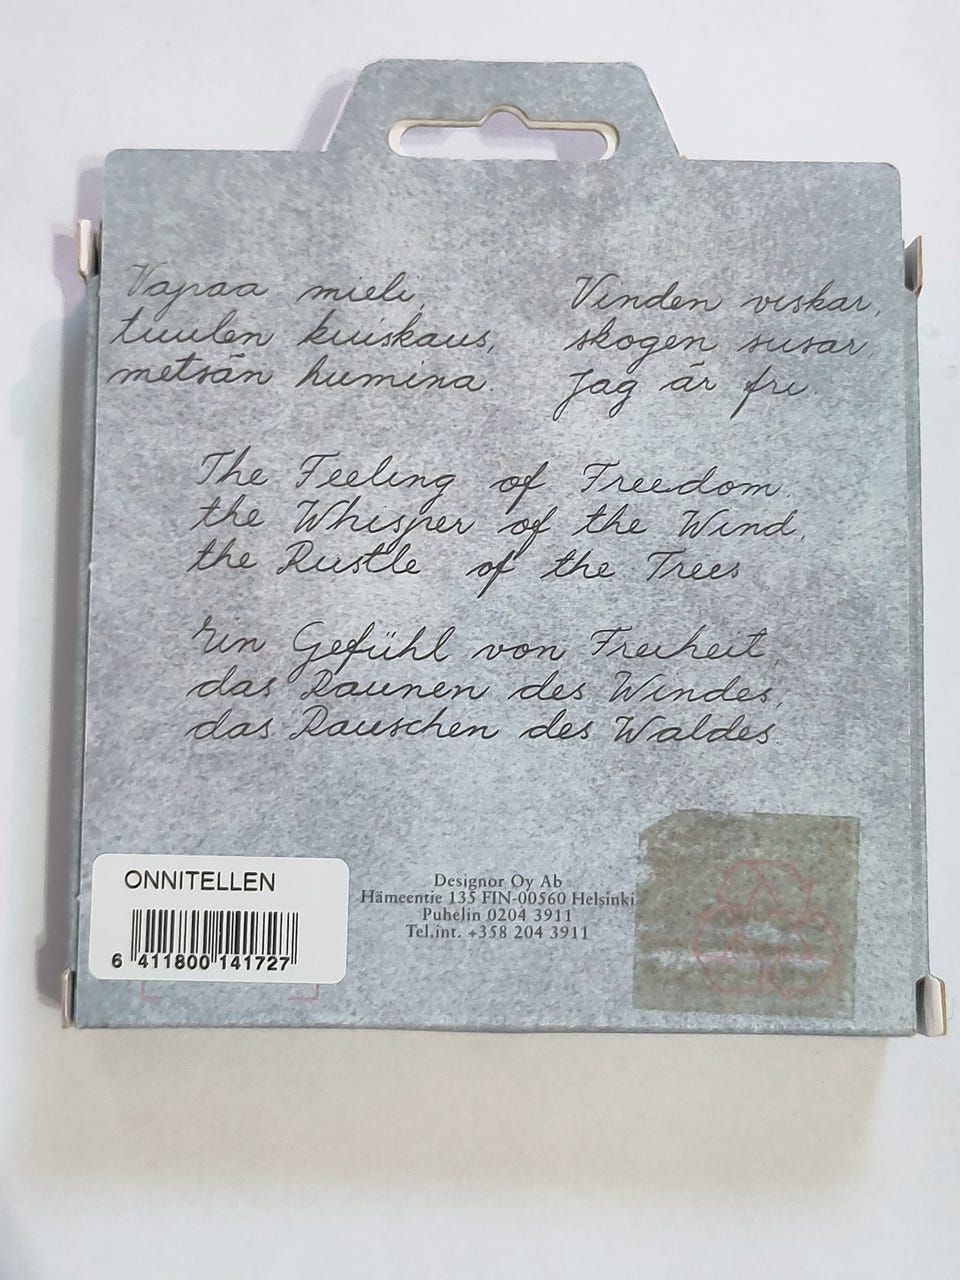 Vapaa mieli,
tuulen kuiskaus,
metsän humina.
Vinden viskar,
skogen susar,
Jag är fri.
The Feeling of Freedom,
the Whisper of the Wind,
the Rustle of the Trees
Ein Gefühl von Freiheit,
das Raunen des Windes,
das Rauschen des Waldes.
ONNITELLEN
6 411800 141727
Designor Oy Ab
Hämeentie 135 FIN-00560 Helsinki
Puhelin 0204 3911
Tel.int. +358 204 3911